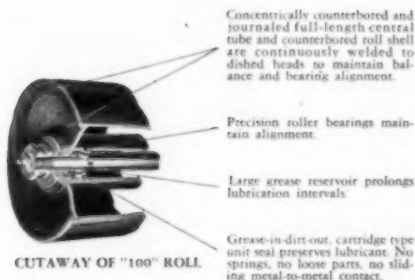 Concentrically counterbored and
journaled full-length central
tube and counterbored roll shell
are continuously welded to
dished heads to maintain bal-
ance and bearing alignment.
Precision roller bearings main-
tain alignment.
Large grease reservoir prolongs
lubrication intervals.
Grease-in-dirt-out, cartridge type
unit seal preserves lubricant. No
springs, no loose parts, no slid-
ing metal-to-metal contact.
CUTAWAY OF "100" ROLL